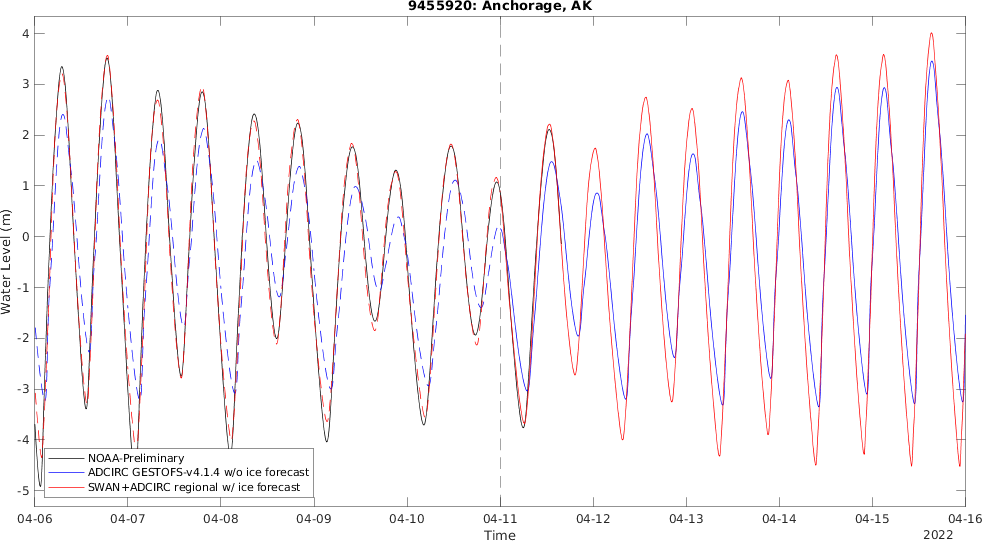 9455920: Anchorage, AK
Water Level (m)
4
3
2
1
0
-1
-2
-3
-4
-5
NOAA-Preliminary
ADCIRC GESTOFS-v4.1.4 w/o ice forecast
SWAN+ADCIRC regional w/ ice forecast
04-06 04-07 04-08 04-09 04-10 04-11 04-12 04-13 04-14 04-15 04-16
Time
2022